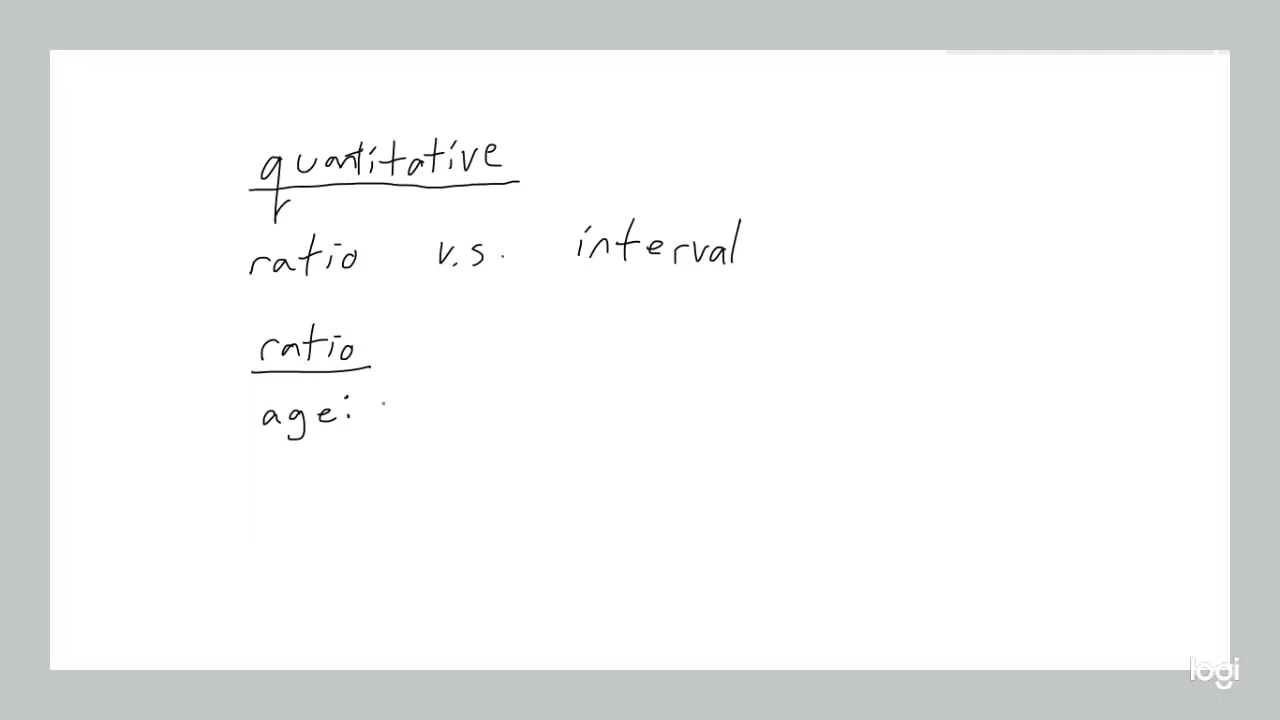 quantitative
ratio v.s. interval
ratio
age:
logi